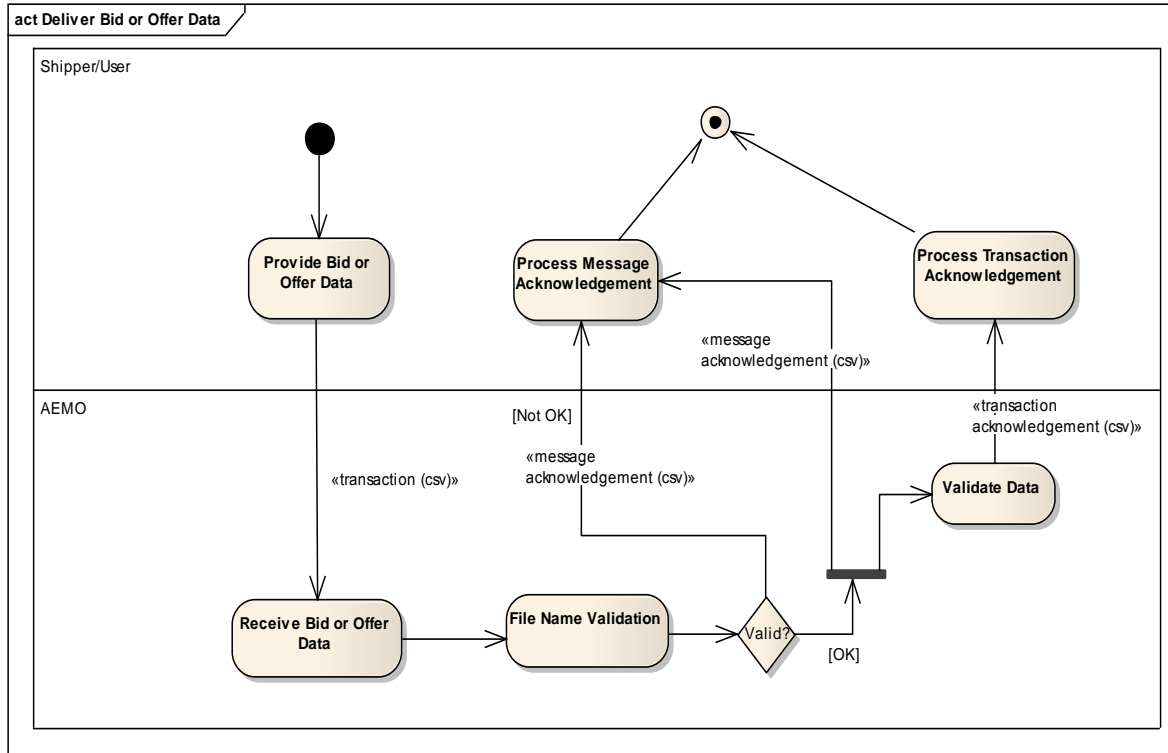 act Deliver Bid or Offer Data
Shipper/User
Provide Bid or
Offer Data
Process Message
Acknowledgement
Process Transaction
Acknowledgement
«message
acknowledgement (csv)»
AEMO
[Not OK]
«transaction
acknowledgement (csv)»
«message
acknowledgement (csv)»
«transaction (csv)»
Validate Data
Receive Bid or Offer
Data
File Name Validation
Valid?
[OK]